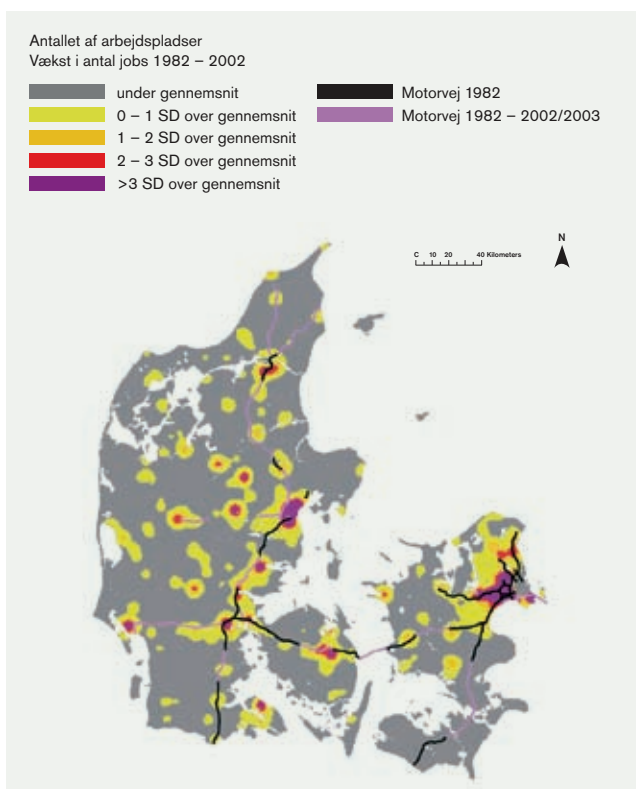 Antallet af arbejdspladser
Vækst i antal jobs 1982 – 2002
under gennemsnit
0 – 1 SD over gennemsnit
1 – 2 SD over gennemsnit
2 – 3 SD over gennemsnit
>3 SD over gennemsnit
Motorvej 1982
Motorvej 1982 – 2002/2003
C 10 20 40 Kilometers
N